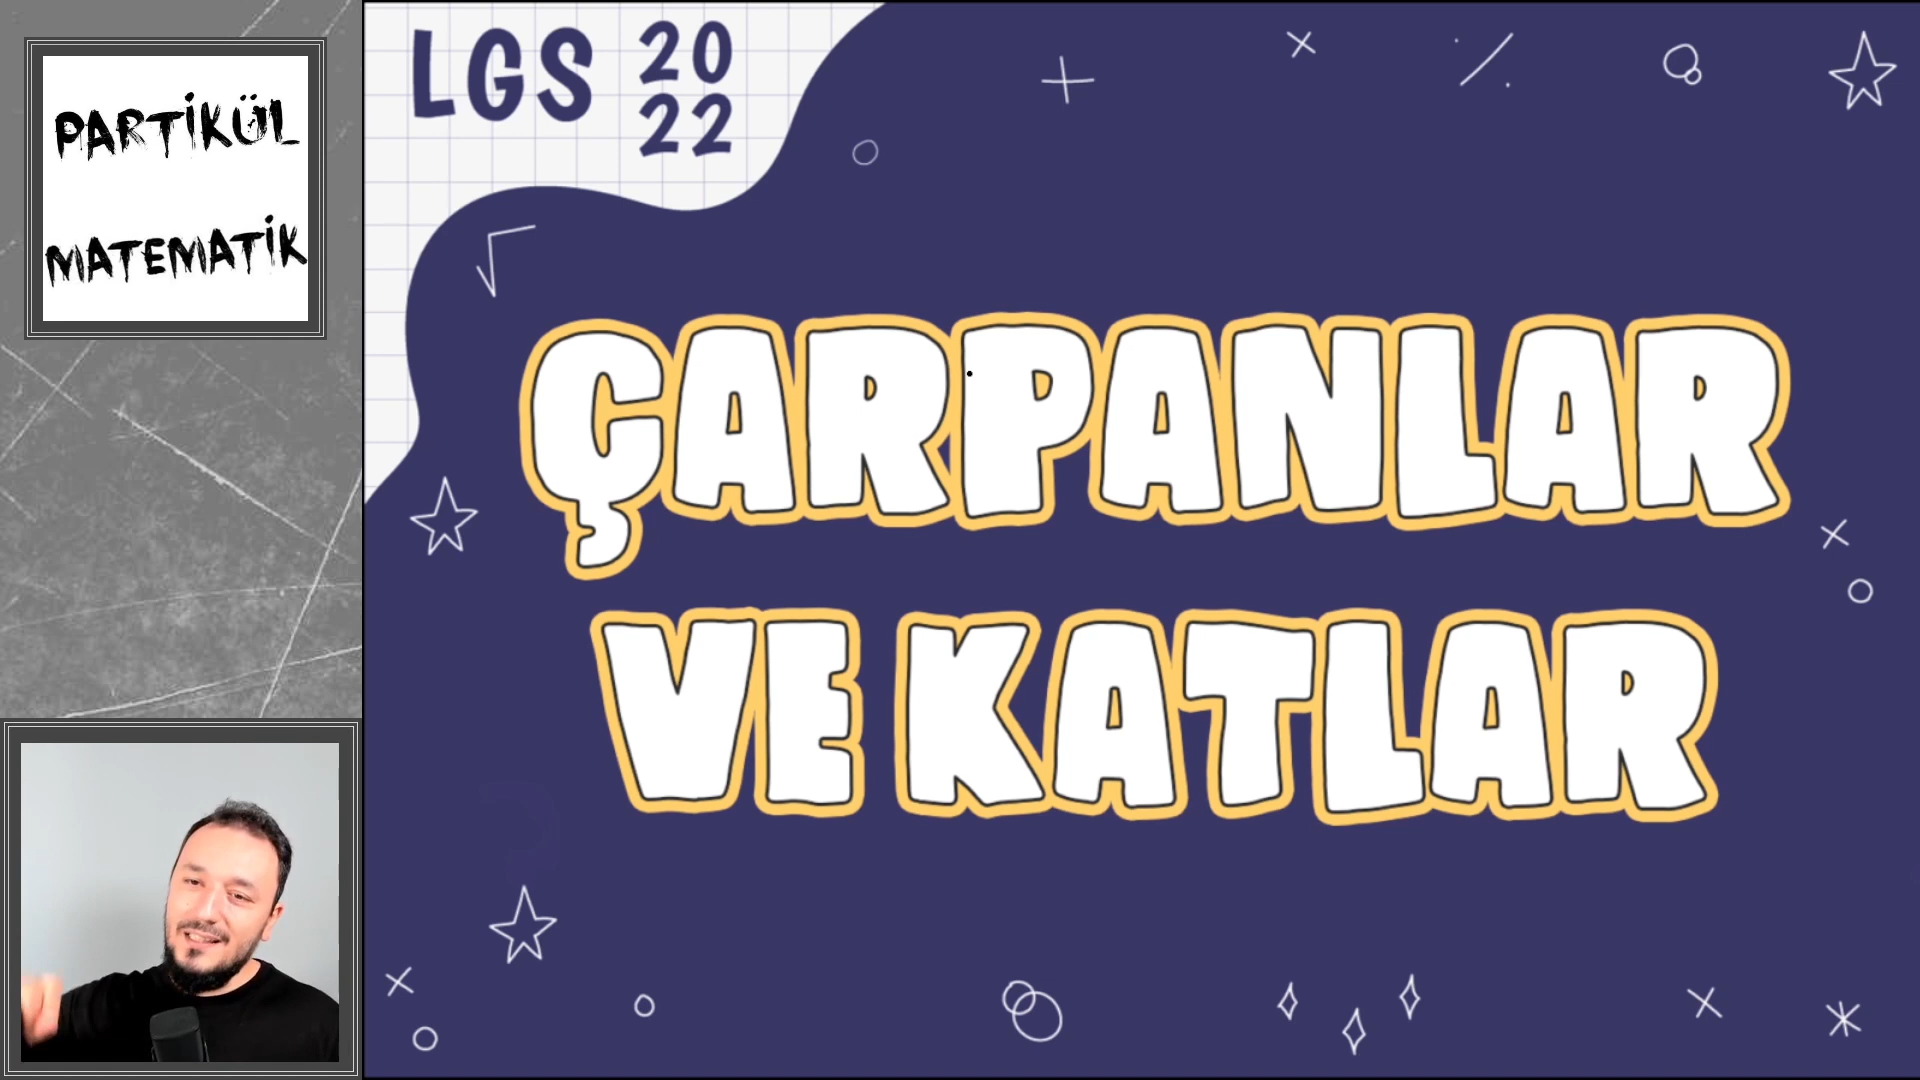 PARTİKÜL
MATEMATİK
LGS 20
22
ÇARPANLAR
VE KATLAR